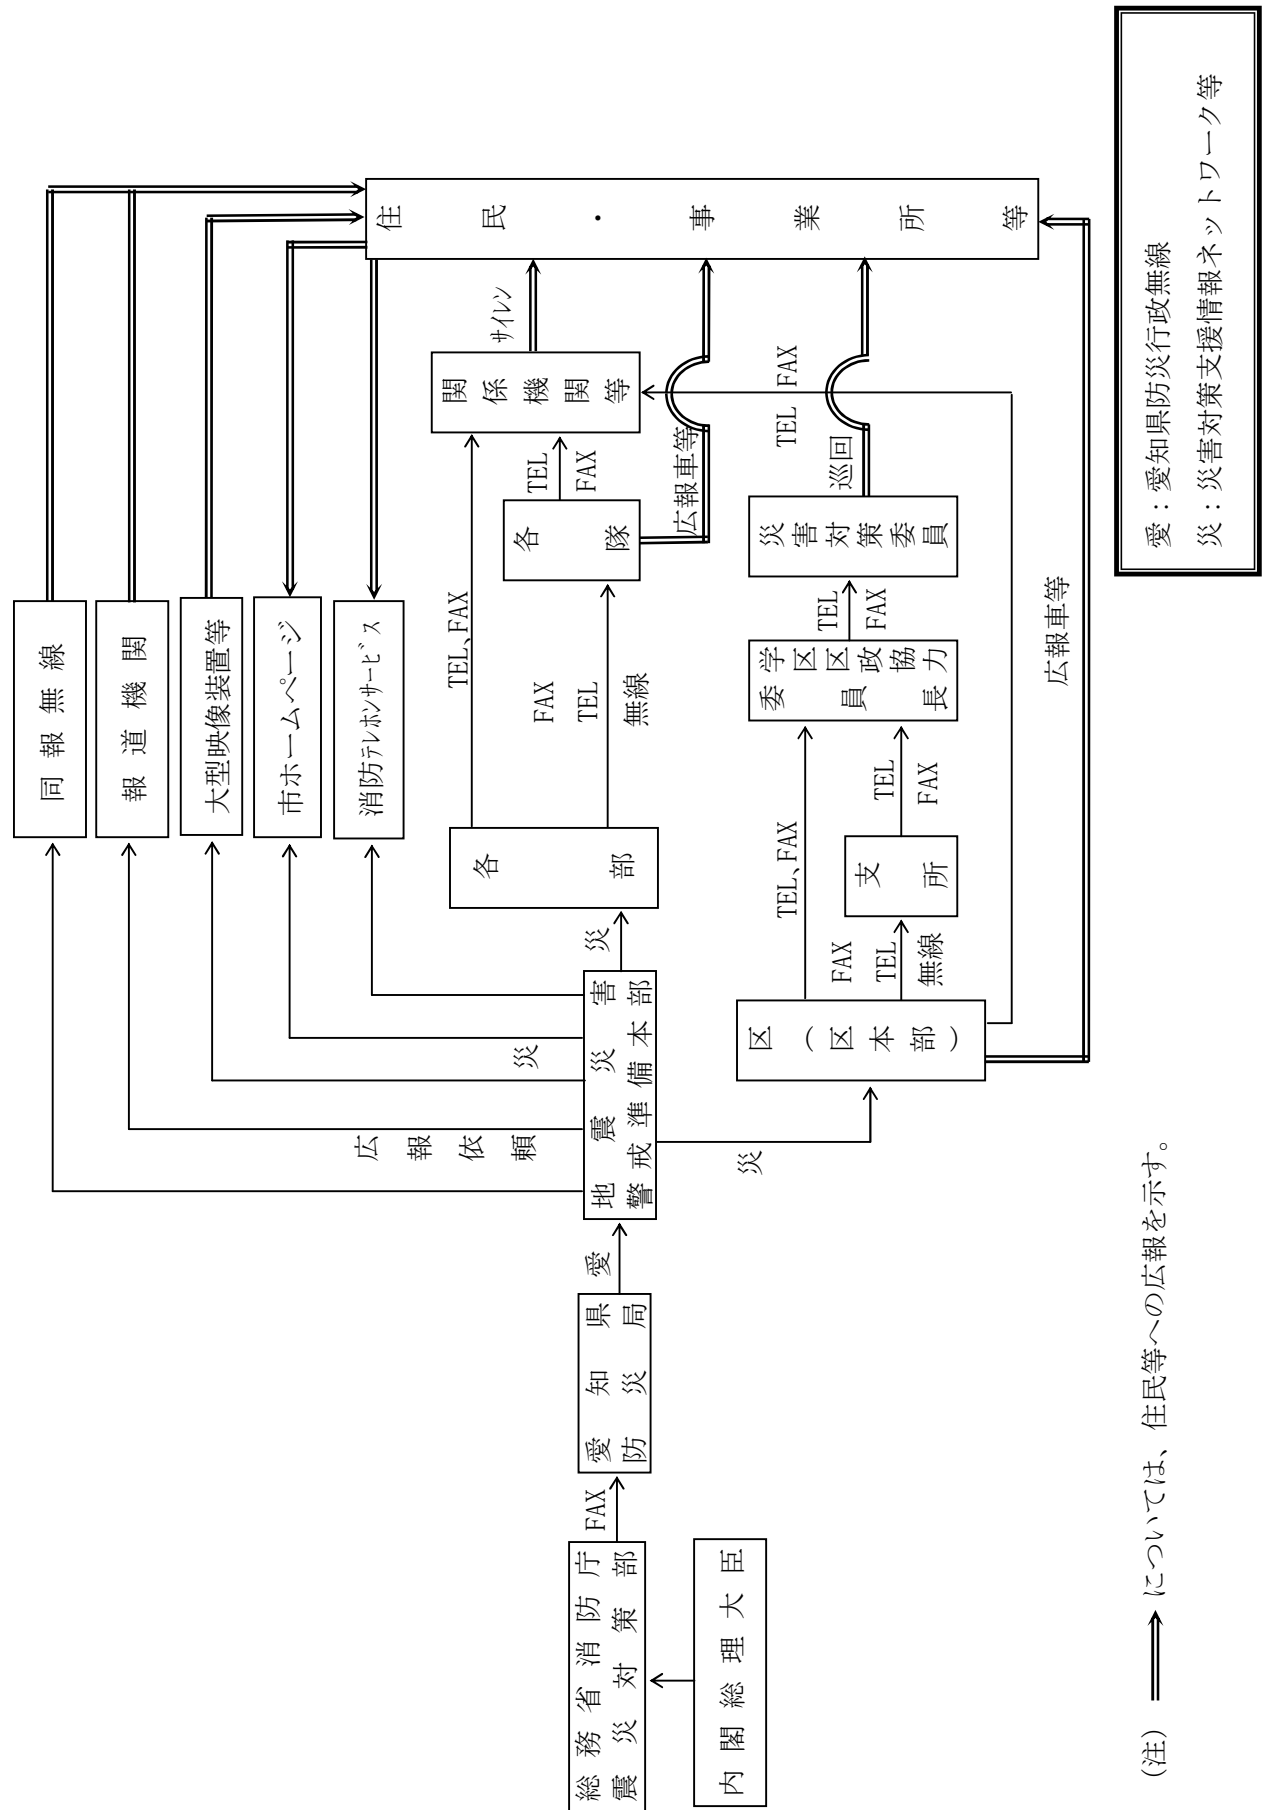 同報無線
報道機関
大型映像装置等
市ホームページ
消防ﾃﾚﾎﾝｻｰﾋﾞｽ
広報依頼
災
総務省消防庁
震災対策部
内閣総理大臣
FAX
愛知県
防災局
愛
地震災害
警戒準備本部
災
各部
TEL、FAX
FAX
TEL
無線
各隊
TEL
FAX
関係機関等
ｻｲﾚﾝ
広報車等
住民・事業所等
災
区（区本部）
TEL、FAX
FAX
TEL
無線
支所
TEL
FAX
学区区政協力
委員長
TEL
FAX
災害対策委員
巡回
TEL FAX
広報車等
愛：愛知県防災行政無線
災：災害対策支援情報ネットワーク等
(注) については、住民等への広報を示す。